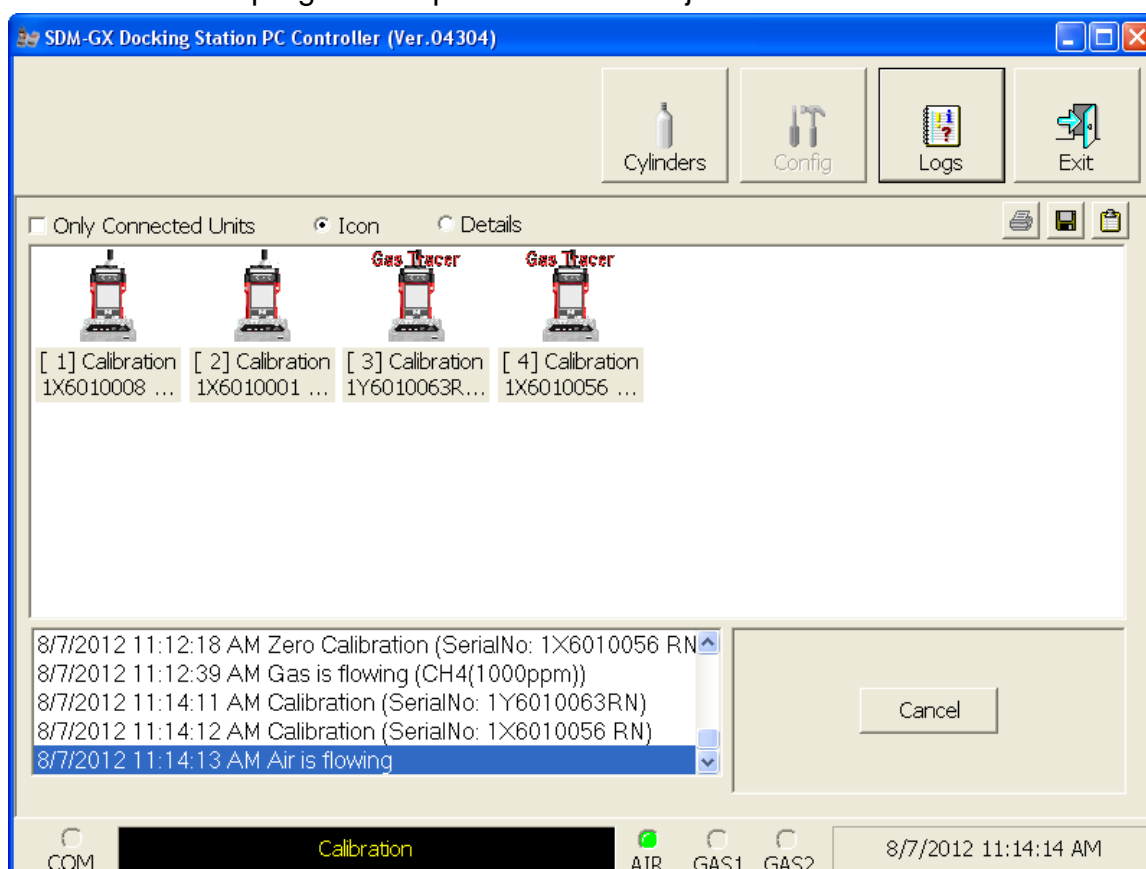 SDM-GX Docking Station PC Controller (Ver.04304)
Cylinders
Config
Logs
Exit
Only Connected Units
Icon
Details
Gas Tracer
Gas Tracer
[ 1] Calibration
1X6010008 ...
[ 2] Calibration
1X6010001 ...
[ 3] Calibration
1Y6010063R...
[ 4] Calibration
1X6010056 ...
8/7/2012 11:12:18 AM Zero Calibration (SerialNo: 1X6010056 RN
8/7/2012 11:12:39 AM Gas is flowing (CH4(1000ppm))
8/7/2012 11:14:11 AM Calibration (SerialNo: 1Y6010063RN)
8/7/2012 11:14:12 AM Calibration (SerialNo: 1X6010056 RN)
8/7/2012 11:14:13 AM Air is flowing
Cancel
COM
Calibration
AIR
GAS1
GAS2
8/7/2012 11:14:14 AM